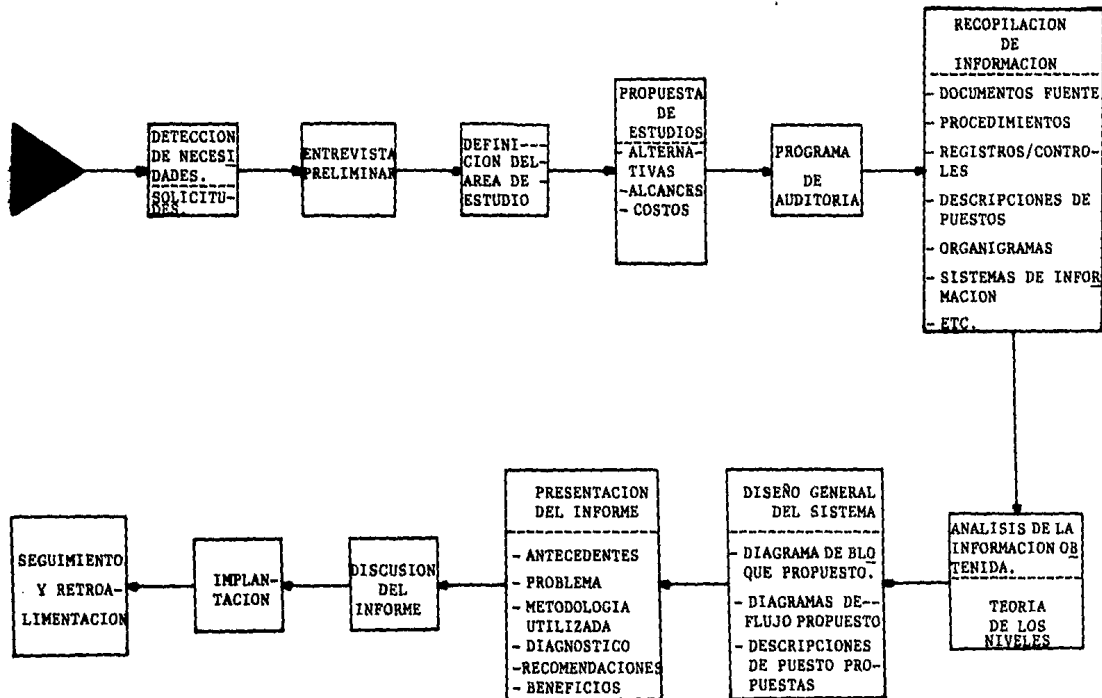 DETECCION
DE NECESI
DADES.
SOLICITU-
DES.
ENTREVISTA
PRELIMINAR
DEFINI---
CION DEL-
AREA DE -
ESTUDIO
PROPUESTA
DE
ESTUDIOS
- ALTERNA-
TIVAS
-ALCANCES
- COSTOS
PROGRAMA
DE
AUDITORIA
RECOPILACION
DE
INFORMACION
- DOCUMENTOS FUENTE
- PROCEDIMIENTOS
- REGISTROS/CONTRO-
LES
- DESCRIPCIONES DE
PUESTOS
- ORGANIGRAMAS
- SISTEMAS DE INFOR
MACION
- ETC.
ANALISIS DE LA
INFORMACION OB
TENIDA.
TEORIA
DE LOS
NIVELES
DISEÑO GENERAL
DEL SISTEMA
- DIAGRAMA DE BLO
QUE PROPUESTO.
- DIAGRAMAS DE--
FLUJO PROPUESTO
- DESCRIPCIONES
DE PUESTO PRO-
PUESTAS
PRESENTACION
DEL INFORME
- ANTECEDENTES
- PROBLEMA
- METODOLOGIA
UTILIZADA
- DIAGNOSTICO
-RECOMENDACIONES
- BENEFICIOS
DISCUSION
DEL
INFORME
IMPLAN-
TACION
SEGUIMIENTO
Y RETROA-
LIMENTACION